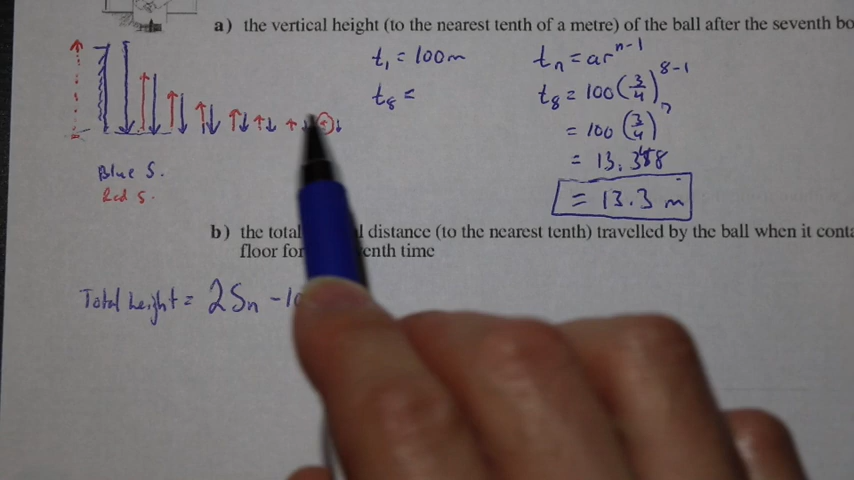 a) the vertical height (to the nearest tenth of a metre) of the ball after the seventh bo
t₁ = 100m
t₈ =
tₙ = arⁿ⁻¹
t₈ = 100(3/4)⁸⁻¹
= 100(3/4)⁷
= 13.348
= 13.3 m
Blue S.
Red S.
b) the total distance (to the nearest tenth) travelled by the ball when it conta
floor for enth time
Total height = 2Sₙ - 10